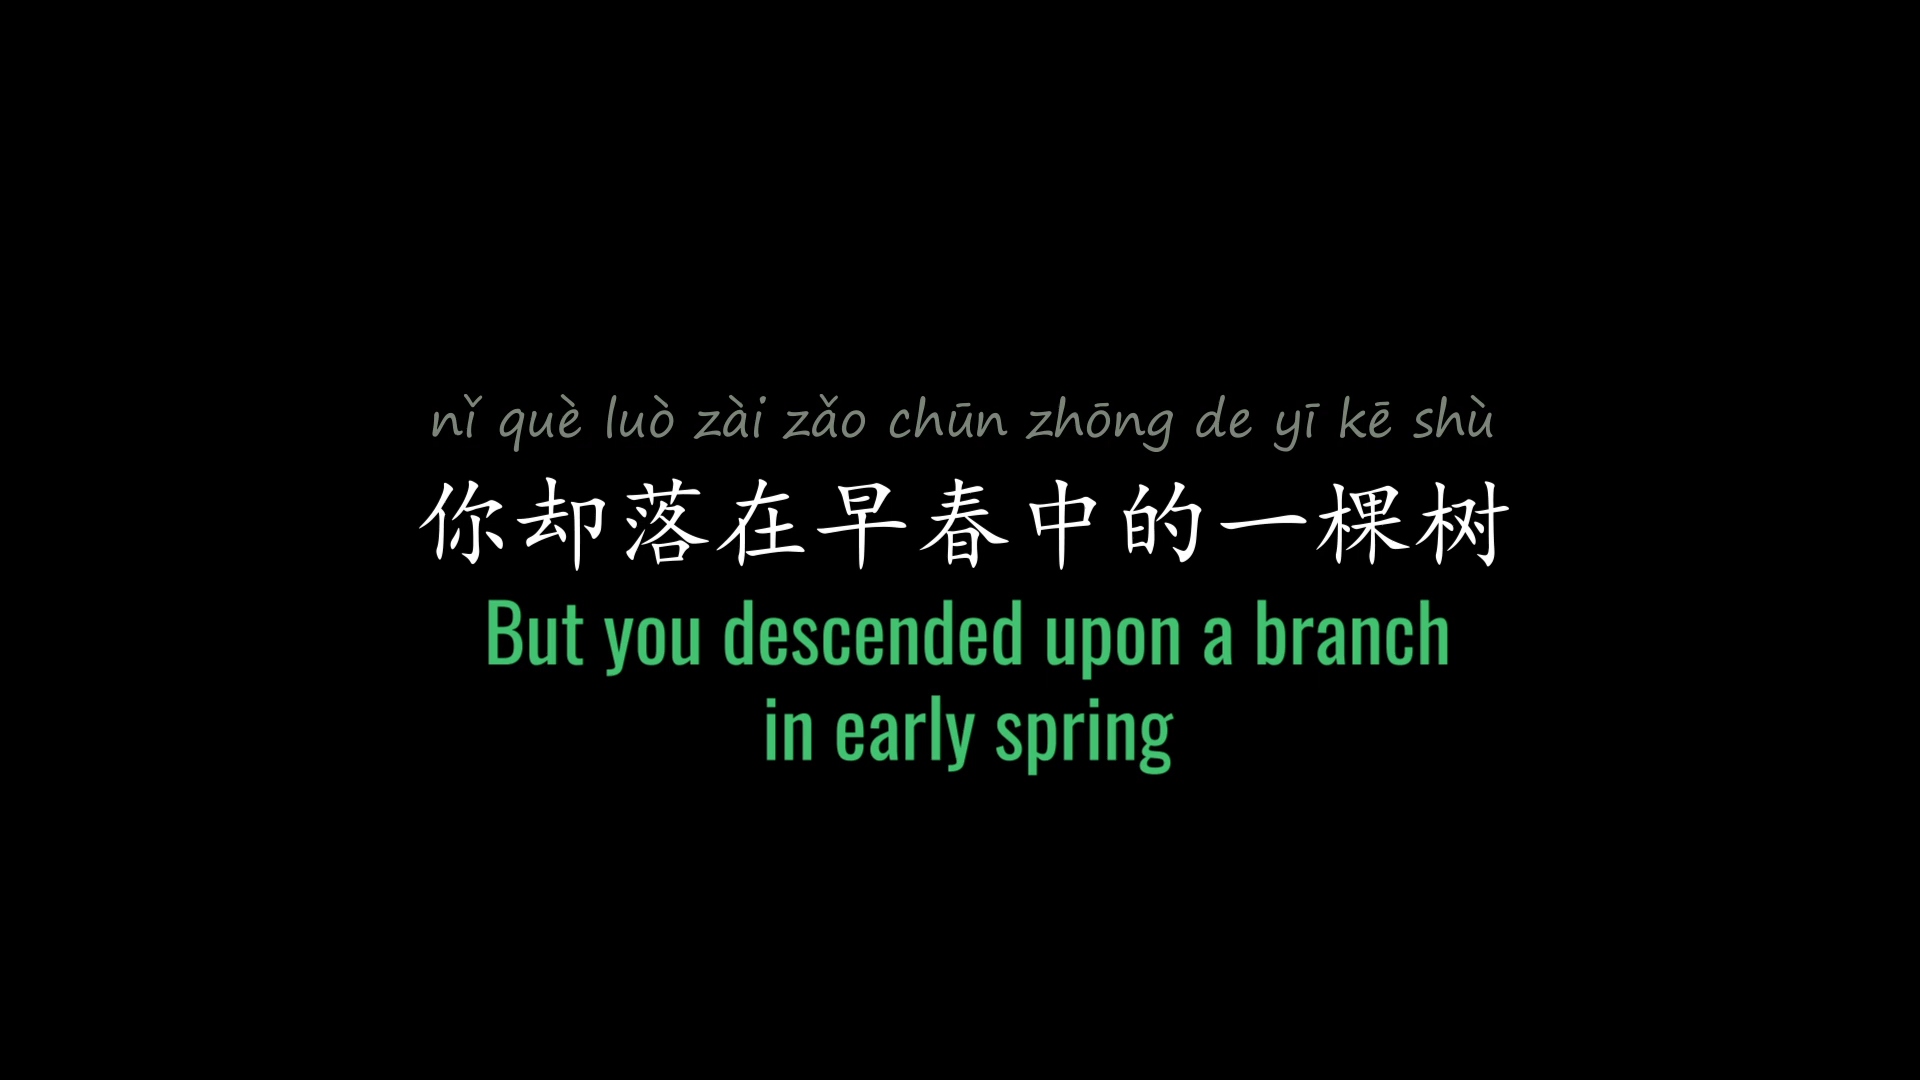 nǐ què luò zài zǎo chūn zhōng de yī kē shù
你却落在早春中的一棵树
But you descended upon a branch
in early spring